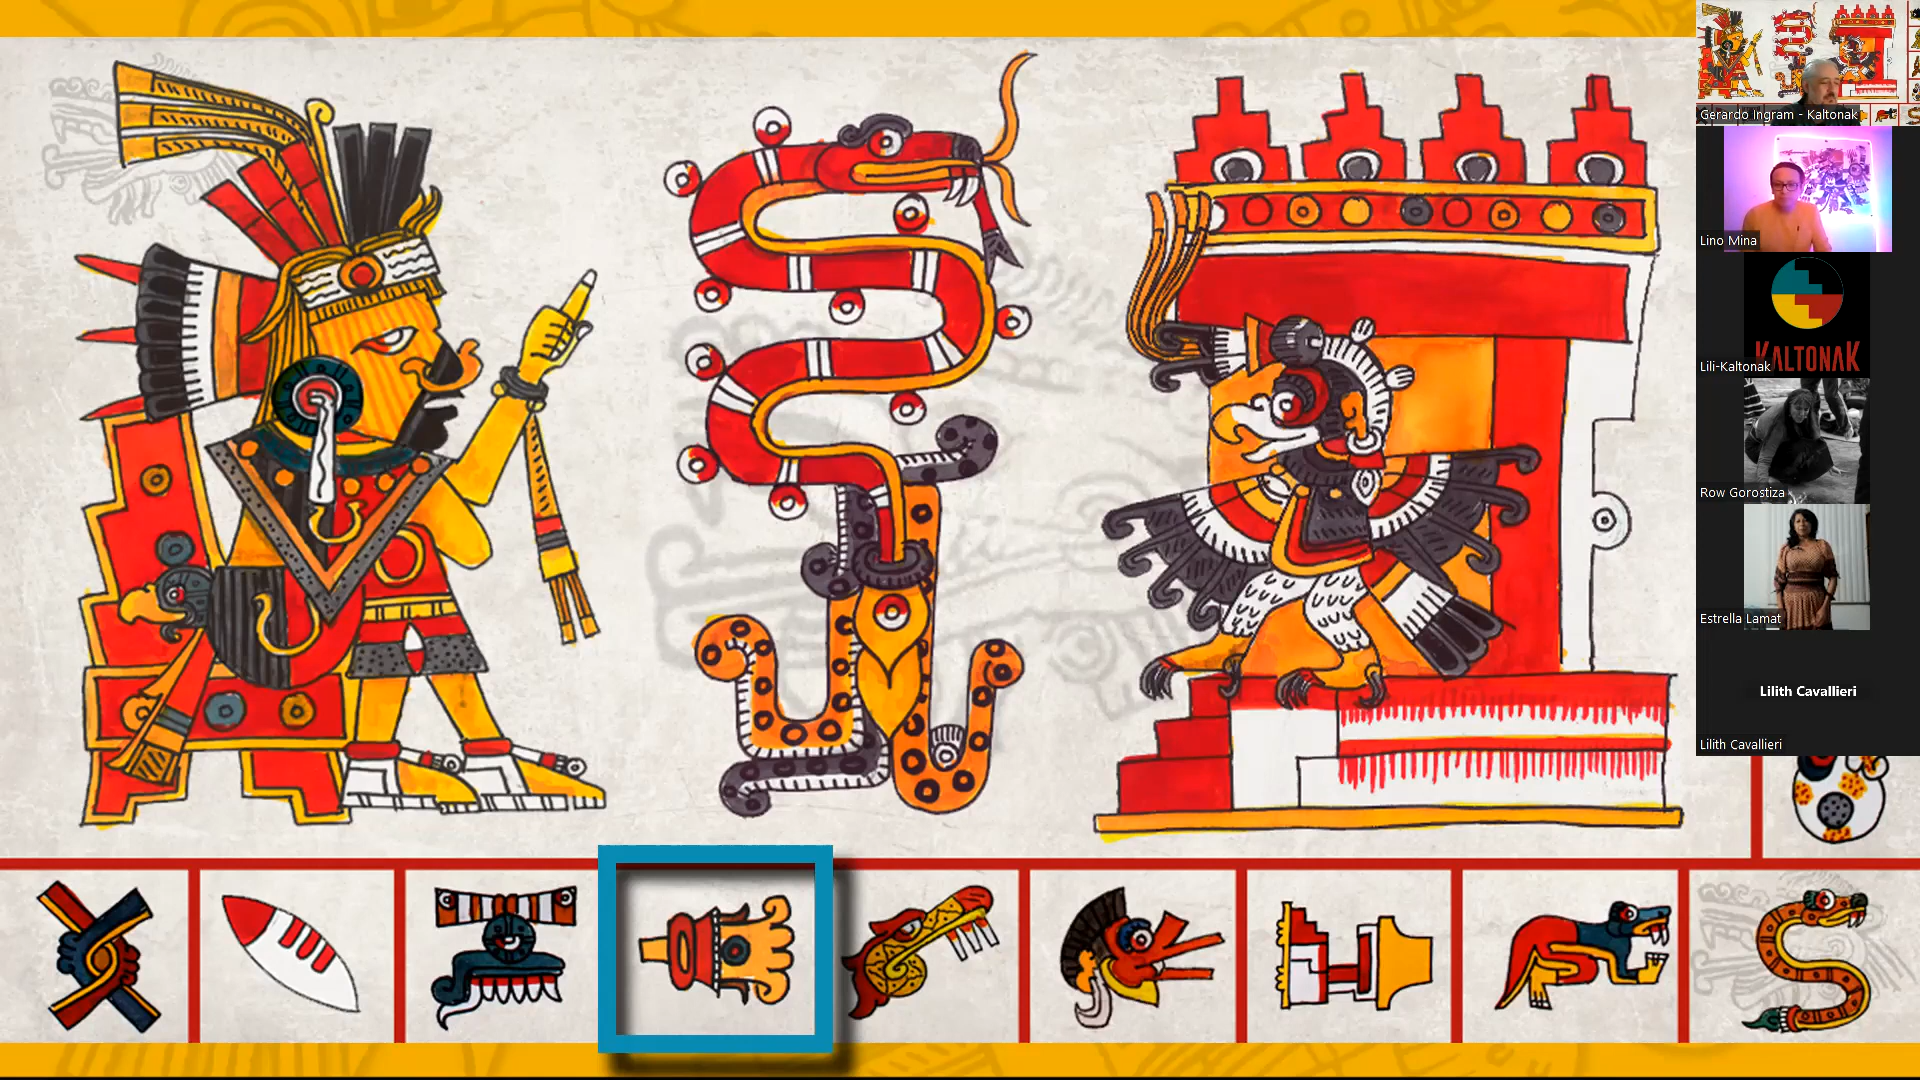 Gerardo Ingram - Kaltonak
Lino Mina
KALTONAK
Lili-Kaltonak
Row Gorostiza
Estrella Lamat
Lilith Cavallieri
Lilith Cavallieri